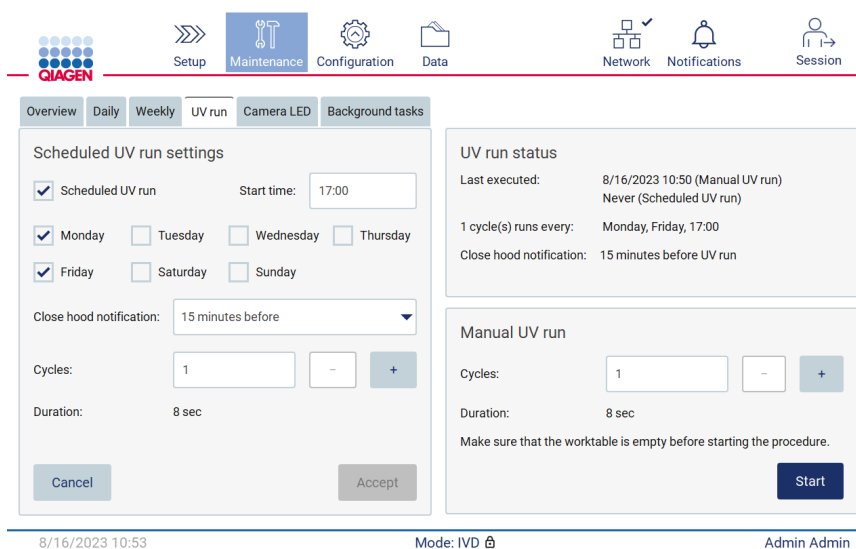 QIAGEN
Setup
Maintenance
Configuration
Data
Network
Notifications
Session
Overview
Daily
Weekly
UV run
Camera LED
Background tasks
Scheduled UV run settings
Scheduled UV run
Start time:
17:00
Monday
Tuesday
Wednesday
Thursday
Friday
Saturday
Sunday
Close hood notification:
15 minutes before
Cycles:
1
-
+
Duration:
8 sec
Cancel
Accept
UV run status
Last executed:
8/16/2023 10:50 (Manual UV run)
Never (Scheduled UV run)
1 cycle(s) runs every:
Monday, Friday, 17:00
Close hood notification:
15 minutes before UV run
Manual UV run
Cycles:
1
-
+
Duration:
8 sec
Make sure that the worktable is empty before starting the procedure.
Start
8/16/2023 10:53
Mode: IVD
Admin Admin